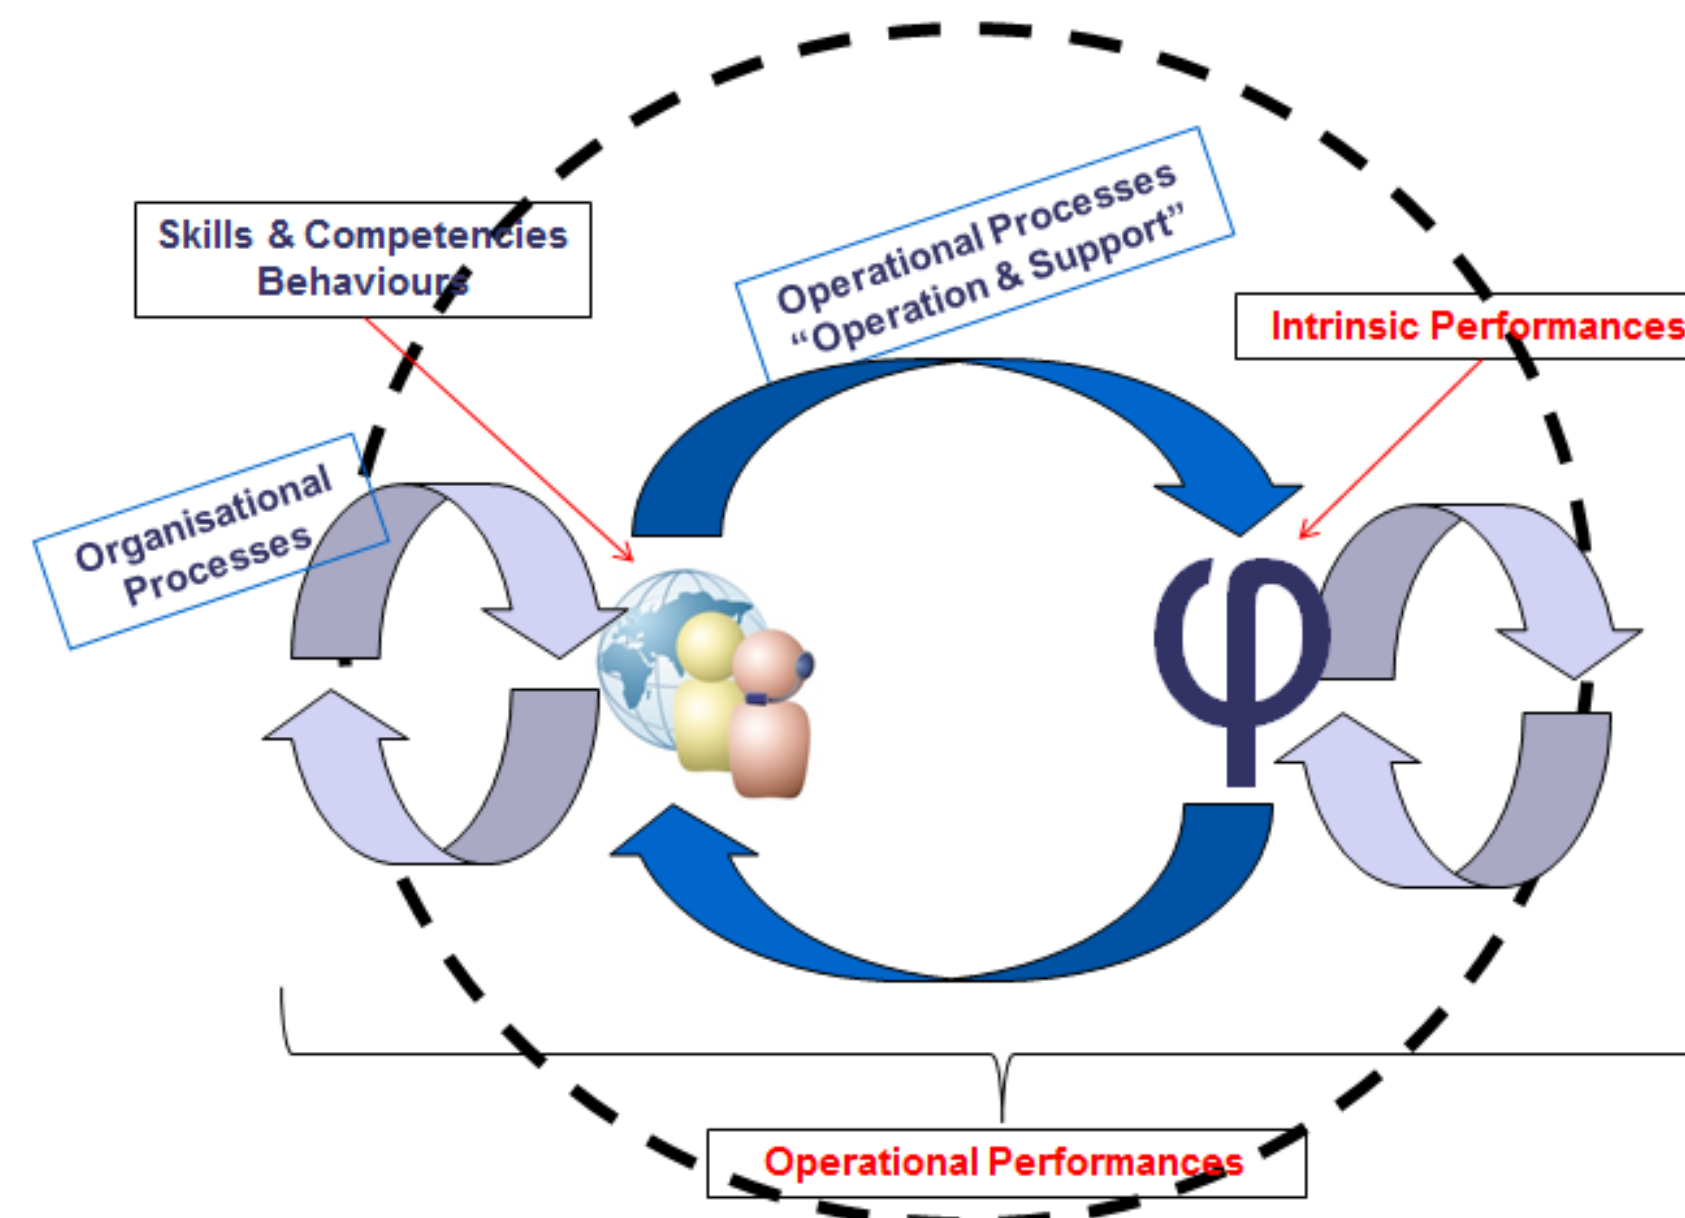 Skills & Competencies
Behaviours
Operational Processes
“Operation & Support”
Intrinsic Performances
Organisational
Processes
φ
Operational Performances